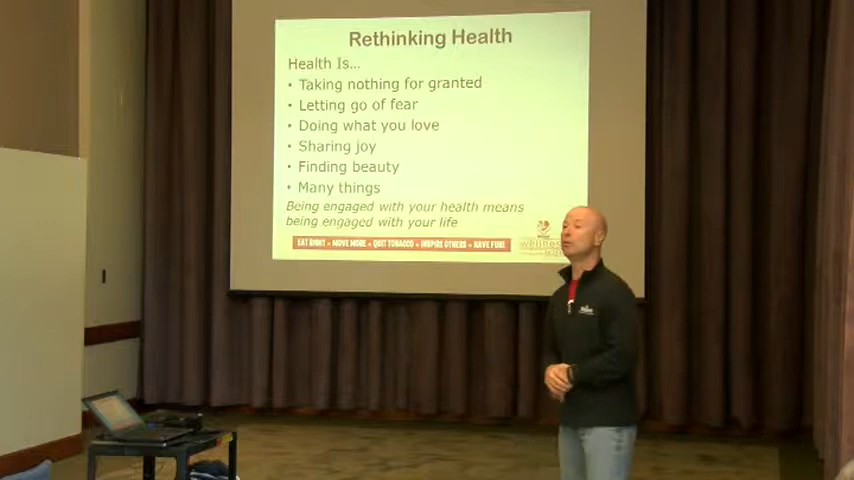 Rethinking Health
Health Is...
• Taking nothing for granted
• Letting go of fear
• Doing what you love
• Sharing joy
• Finding beauty
• Many things
Being engaged with your health means
being engaged with your life
EAT RIGHT • MOVE MORE • QUIT TOBACCO • INSPIRE OTHERS • HAVE FUN!